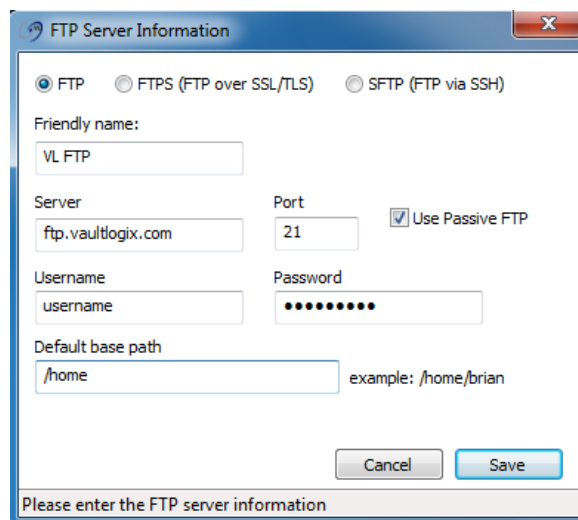 FTP Server Information
FTP FTPS (FTP over SSL/TLS) SFTP (FTP via SSH)
Friendly name:
VL FTP
Server Port
ftp.vaultlogix.com 21 Use Passive FTP
Username Password
username •••••••••
Default base path
/home example: /home/brian
Cancel Save
Please enter the FTP server information